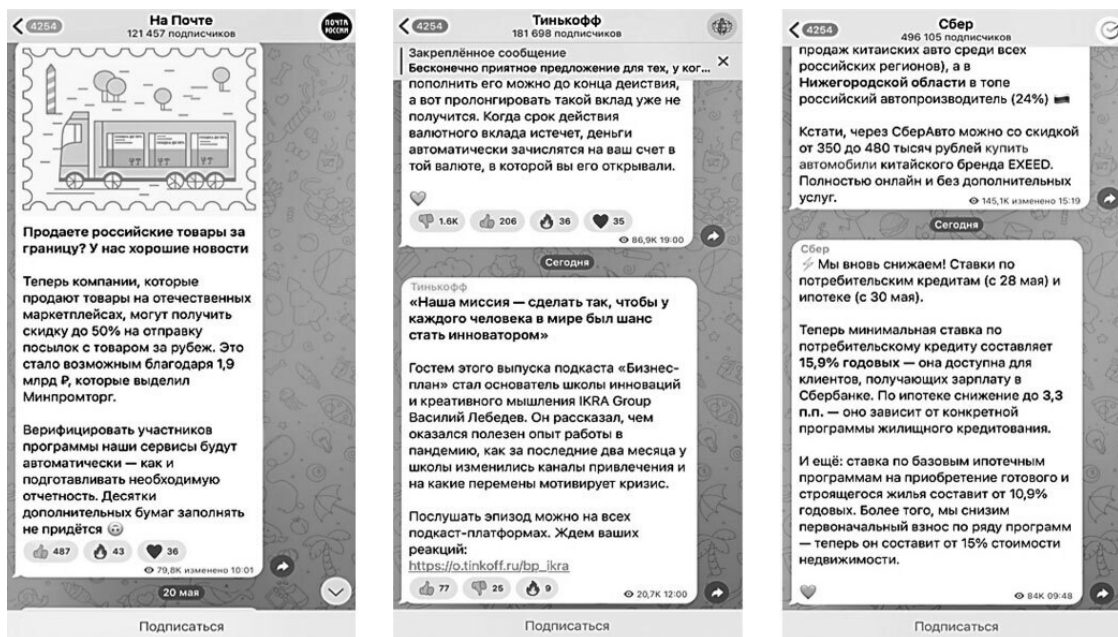 4254
На Почте
121 457 подписчиков
ПОЧТА
РОССИИ
Продаете российские товары за
границу? У нас хорошие новости
Теперь компании, которые
продают товары на отечественных
маркетплейсах, могут получить
скидку до 50% на отправку
посылок с товаром за рубеж. Это
стало возможным благодаря 1,9
млрд ₽, которые выделил
Минпромторг.
Верифицировать участников
программы наши сервисы будут
автоматически — как и
подготавливать необходимую
отчетность. Десятки
дополнительных бумаг заполнять
не придётся 🙃
487 43 36
79,8K изменено 10:01
20 мая
Подписаться
4254
Тинькофф
181 698 подписчиков
Закреплённое сообщение
Бесконечно приятное предложение для тех, у ког...
пополнить его можно до конца действия,
а вот пролонгировать такой вклад уже не
получится. Когда срок действия
валютного вклада истечет, деньги
автоматически зачислятся на ваш счет в
той валюте, в которой вы его открывали.
1.6K 206 36 35
86,9K 19:00
Сегодня
Тинькофф
«Наша миссия — сделать так, чтобы у
каждого человека в мире был шанс
стать инноватором»
Гостем этого выпуска подкаста «Бизнес-
план» стал основатель школы инноваций
и креативного мышления IKRA Group
Василий Лебедев. Он рассказал, чем
оказался полезен опыт работы в
пандемию, как за последние два месяца у
школы изменились каналы привлечения и
на какие перемены мотивирует кризис.
Послушать эпизод можно на всех
подкаст-платформах. Ждем ваших
реакций:
https://o.tinkoff.ru/bp_ikra
77 25 9
20,7K 12:00
Подписаться
4254
Сбер
496 105 подписчиков
продаж китайских авто среди всех
российских регионов), а в
Нижегородской области в топе
российский автопроизводитель (24%)
Кстати, через СберАвто можно со скидкой
от 350 до 480 тысяч рублей купить
автомобили китайского бренда EXEED.
Полностью онлайн и без дополнительных
услуг.
145,1K изменено 15:19
Сегодня
Сбер
⚡ Мы вновь снижаем! Ставки по
потребительским кредитам (с 28 мая) и
ипотеке (с 30 мая).
Теперь минимальная ставка по
потребительскому кредиту составляет
15,9% годовых — она доступна для
клиентов, получающих зарплату в
Сбербанке. По ипотеке снижение до 3,3
п.п. — оно зависит от конкретной
программы жилищного кредитования.
И ещё: ставка по базовым ипотечным
программам на приобретение готового и
строящегося жилья составит от 10,9%
годовых. Более того, мы снизим
первоначальный взнос по ряду программ
— теперь он составит от 15% стоимости
недвижимости.
84K 09:48
Подписаться